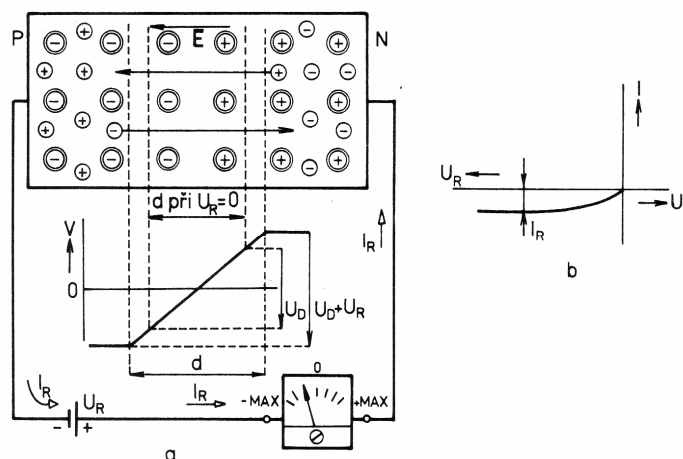 P
E
N
d při U_R=0
V
0
U_D
U_D+U_R
I_R
d
I_R
U_R
- +
I_R
-MAX
0
+MAX
a
I
U_R
U
I_R
b